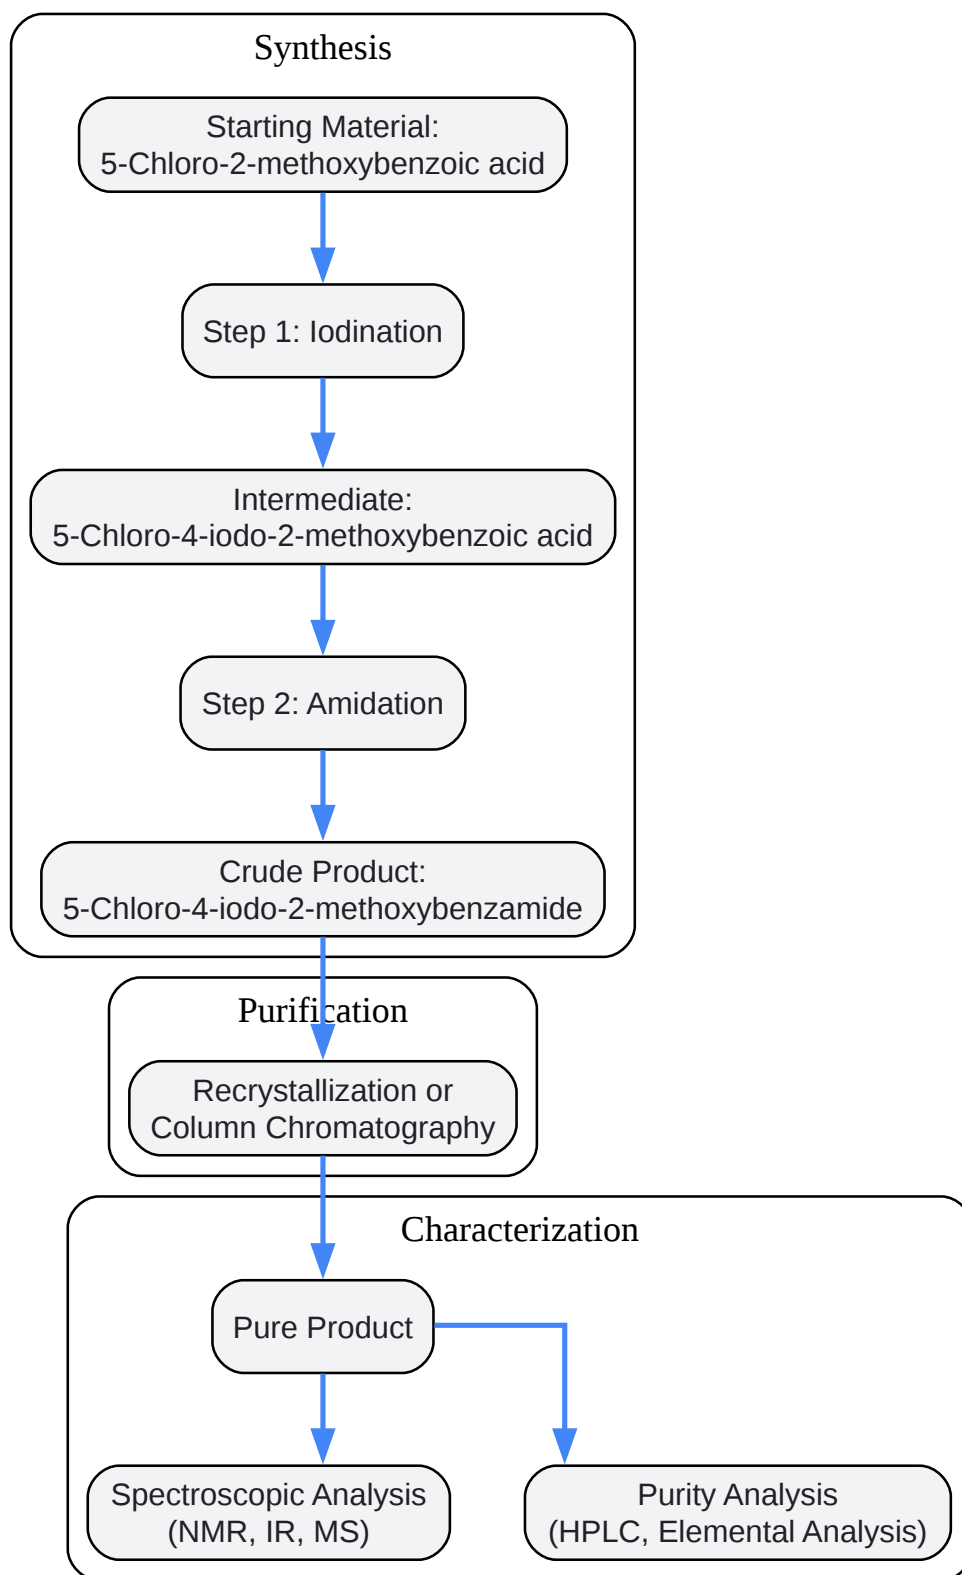 Synthesis
Starting Material:
5-Chloro-2-methoxybenzoic acid
Step 1: Iodination
Intermediate:
5-Chloro-4-iodo-2-methoxybenzoic acid
Step 2: Amidation
Crude Product:
5-Chloro-4-iodo-2-methoxybenzamide
Purification
Recrystallization or
Column Chromatography
Characterization
Pure Product
Spectroscopic Analysis
(NMR, IR, MS)
Purity Analysis
(HPLC, Elemental Analysis)